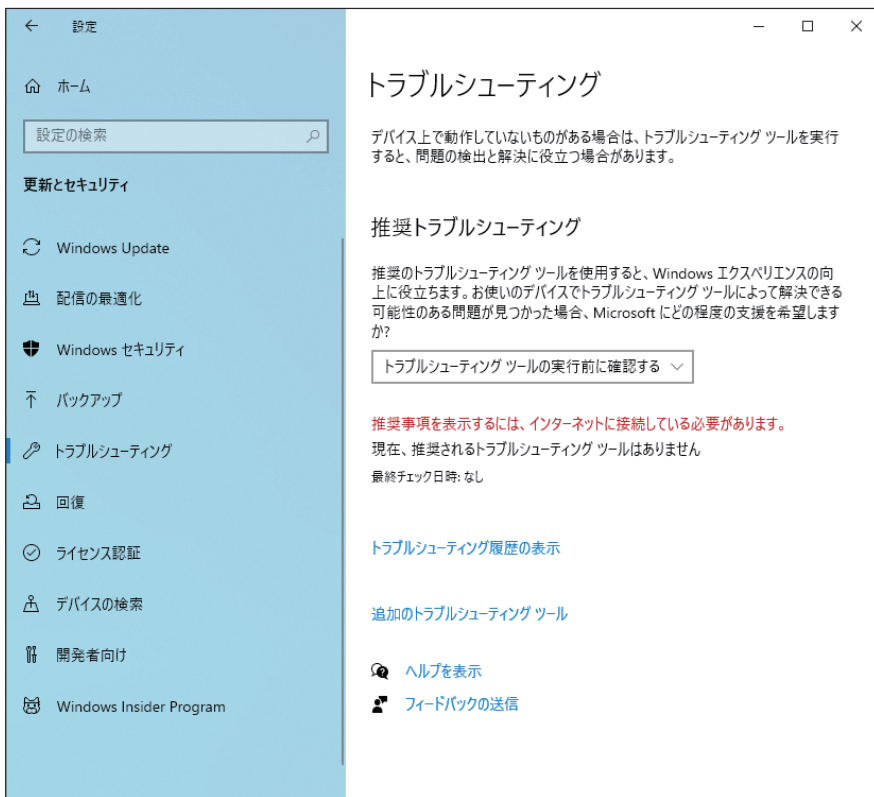 設定
ホーム
設定の検索
更新とセキュリティ
Windows Update
配信の最適化
Windows セキュリティ
バックアップ
トラブルシューティング
回復
ライセンス認証
デバイスの検索
開発者向け
Windows Insider Program
トラブルシューティング
デバイス上で動作していないものがある場合は、トラブルシューティング ツールを実行
すると、問題の検出と解決に役立つ場合があります。
推奨トラブルシューティング
推奨のトラブルシューティング ツールを使用すると、Windows エクスペリエンスの向
上に役立ちます。お使いのデバイスでトラブルシューティング ツールによって解決できる
可能性のある問題が見つかった場合、Microsoft にどの程度の支援を希望します
か?
トラブルシューティング ツールの実行前に確認する
推奨事項を表示するには、インターネットに接続している必要があります。
現在、推奨されるトラブルシューティング ツールはありません
最終チェック日時: なし
トラブルシューティング履歴の表示
追加のトラブルシューティング ツール
ヘルプを表示
フィードバックの送信